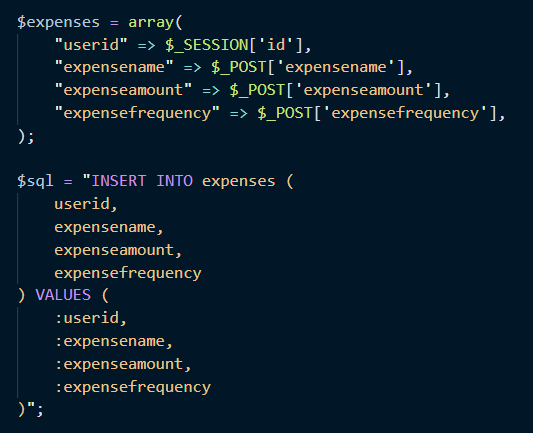 $expenses = array(
    "userid" => $_SESSION['id'],
    "expensename" => $_POST['expensename'],
    "expenseamount" => $_POST['expenseamount'],
    "expensefrequency" => $_POST['expensefrequency'],
);

$sql = "INSERT INTO expenses (
    userid,
    expensename,
    expenseamount,
    expensefrequency
) VALUES (
    :userid,
    :expensename,
    :expenseamount,
    :expensefrequency
)";